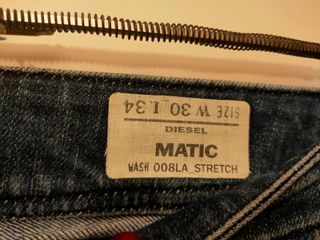 SIZE W 30 L 34
DIESEL
MATIC
WASH 008LA_STRETCH